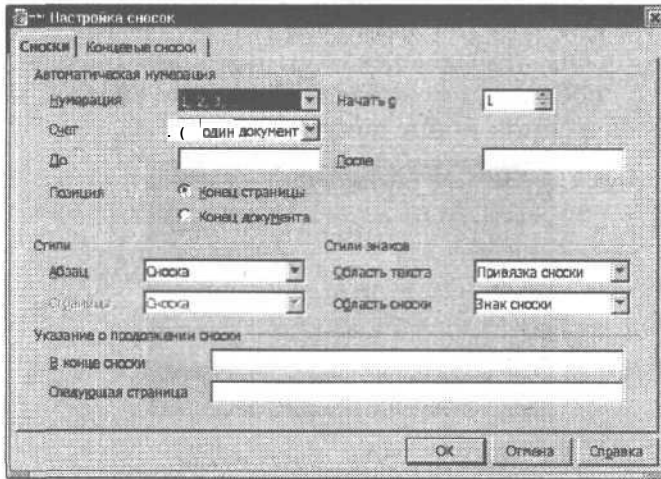 Настройка сносок
Сноски Концевые сноски
Автоматическая нумерация
Нумерация 1, 2, 3, Начать с 1
Счет . ( один документ
До После
Позиция Конец страницы
Конец документа
Стили Стили знаков
Абзац Сноска Область текста Привязка сноски
Страница Сноска Область сноски Знак сноски
Указание о продолжении сноски
В конце сноски
Следующая страница
ОК Отмена Справка